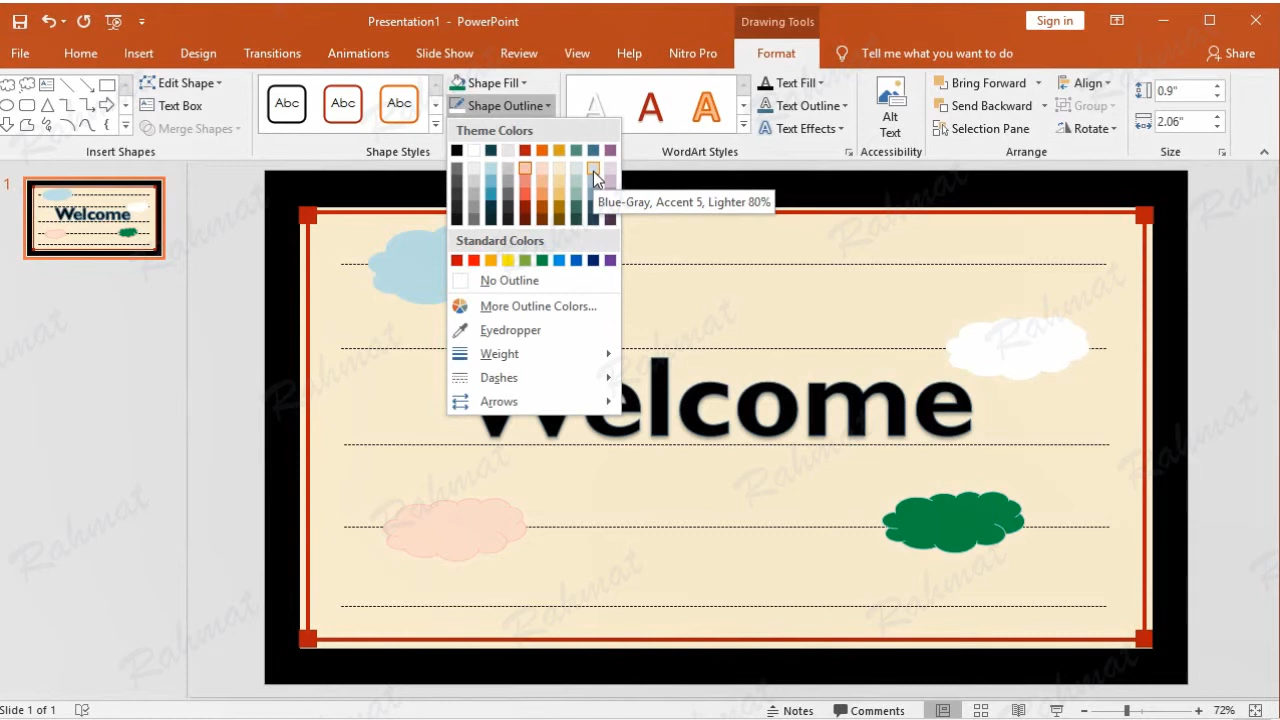 Presentation1 - PowerPoint
Drawing Tools
Sign in
File Home Insert Design Transitions Animations Slide Show Review View Help Nitro Pro Format Tell me what you want to do Share
Edit Shape
Text Box
Merge Shapes
Insert Shapes
Abc Abc Abc
Shape Styles
Shape Fill
Shape Outline
A A A
WordArt Styles
Text Fill
Text Outline
Text Effects
Alt
Text
Accessibility
Bring Forward
Send Backward
Selection Pane
Align
Group
Rotate
Arrange
0.9"
2.06"
Size
Theme Colors
Blue-Gray, Accent 5, Lighter 80%
Standard Colors
No Outline
More Outline Colors...
Eyedropper
Weight
Dashes
Arrows
1
Welcome
Welcome
Rahmat
Slide 1 of 1
Notes
Comments
72%